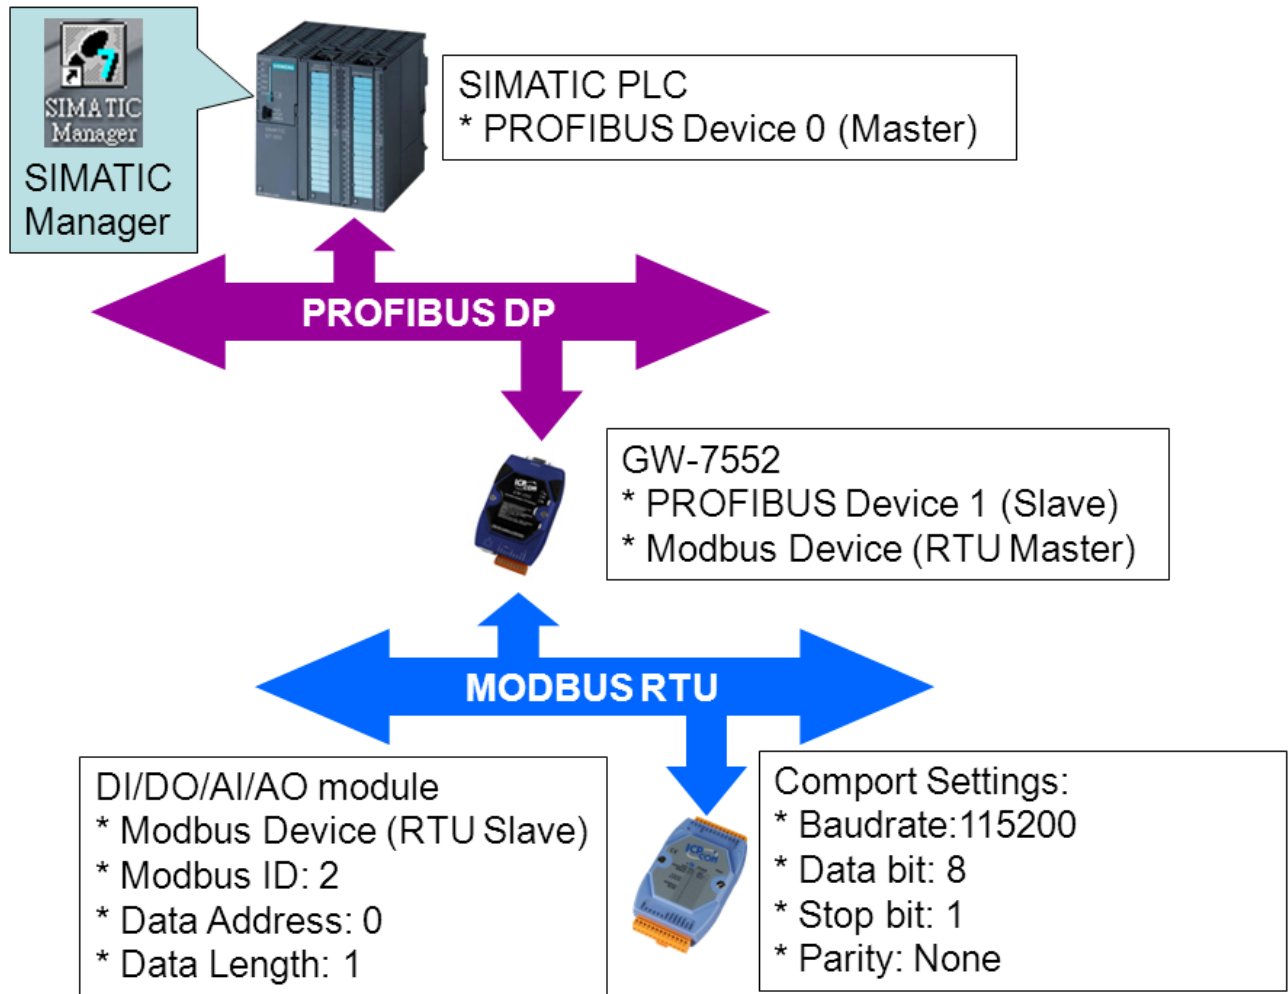 SIMATIC
Manager
SIMATIC
Manager
SIEMENS
SIMATIC PLC
* PROFIBUS Device 0 (Master)
PROFIBUS DP
GW-7552
* PROFIBUS Device 1 (Slave)
* Modbus Device (RTU Master)
MODBUS RTU
DI/DO/AI/AO module
* Modbus Device (RTU Slave)
* Modbus ID: 2
* Data Address: 0
* Data Length: 1
Comport Settings:
* Baudrate:115200
* Data bit: 8
* Stop bit: 1
* Parity: None